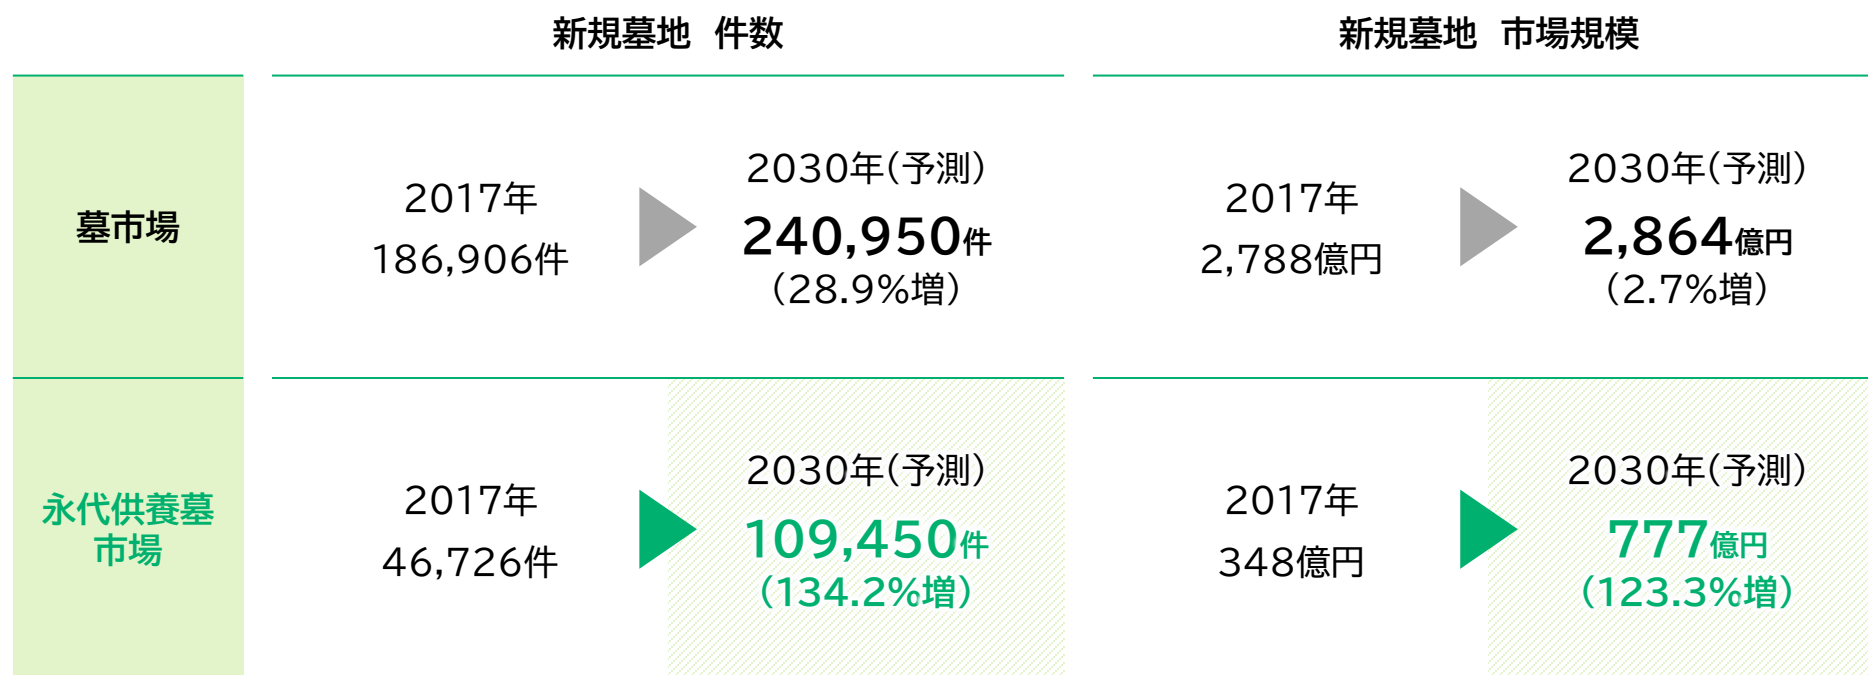 新規墓地 件数
新規墓地 市場規模
墓市場
2017年
186,906件
2030年(予測)
240,950件
(28.9%増)
2017年
2,788億円
2030年(予測)
2,864億円
(2.7%増)
永代供養墓
市場
2017年
46,726件
2030年(予測)
109,450件
(134.2%増)
2017年
348億円
2030年(予測)
777億円
(123.3%増)